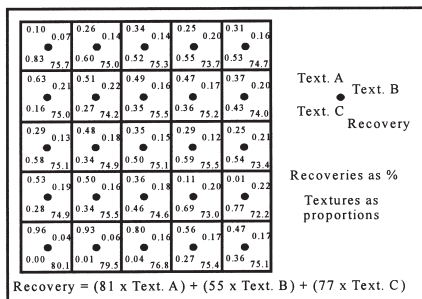 0.10 0.07 0.26 0.14 0.34 0.14 0.25 0.20 0.31 0.16
0.83 75.7 0.60 75.0 0.52 75.3 0.55 73.7 0.53 74.7
0.63 0.21 0.51 0.22 0.49 0.16 0.47 0.17 0.37 0.20
0.16 75.0 0.27 74.2 0.35 75.5 0.36 75.2 0.43 74.0
0.29 0.13 0.48 0.18 0.35 0.15 0.29 0.12 0.25 0.21
0.58 75.1 0.34 74.9 0.50 75.1 0.59 75.5 0.54 73.4
0.53 0.19 0.50 0.16 0.36 0.18 0.11 0.20 0.01 0.22
0.28 74.9 0.34 75.5 0.46 74.6 0.69 73.0 0.77 72.2
0.96 0.04 0.93 0.06 0.80 0.16 0.56 0.17 0.47 0.17
0.00 80.1 0.01 79.5 0.04 76.8 0.27 75.4 0.36 75.1
Text. A
Text. B
Text. C
Recovery
Recoveries as %
Textures as
proportions
Recovery = (81 x Text. A) + (55 x Text. B) + (77 x Text. C)